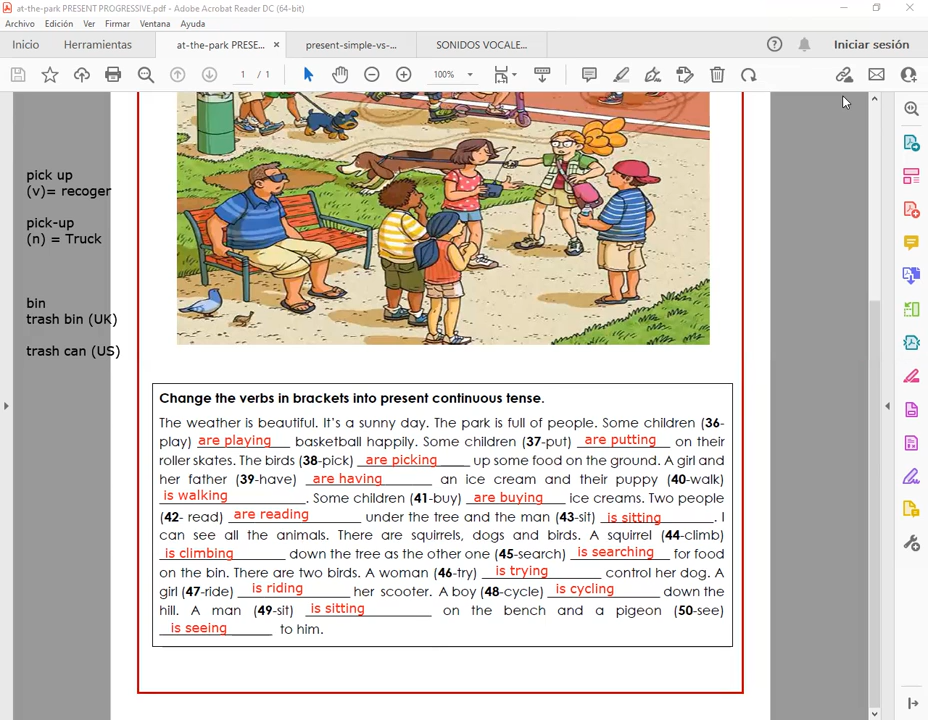 at-the-park PRESENT PROGRESSIVE.pdf - Adobe Acrobat Reader DC (64-bit)
Archivo Edición Ver Firmar Ventana Ayuda
Inicio Herramientas at-the-park PRESE... × present-simple-vs-... SONIDOS VOCALE... Iniciar sesión
1 / 1 100%
pick up
(v)= recoger
pick-up
(n) = Truck
bin
trash bin (UK)
trash can (US)
Change the verbs in brackets into present continuous tense.
The weather is beautiful. It's a sunny day. The park is full of people. Some children (36-
play) are playing basketball happily. Some children (37-put) are putting on their
roller skates. The birds (38-pick) are picking up some food on the ground. A girl and
her father (39-have) are having an ice cream and their puppy (40-walk)
is walking. Some children (41-buy) are buying ice creams. Two people
(42- read) are reading under the tree and the man (43-sit) is sitting. I
can see all the animals. There are squirrels, dogs and birds. A squirrel (44-climb)
is climbing down the tree as the other one (45-search) is searching for food
on the bin. There are two birds. A woman (46-try) is trying control her dog. A
girl (47-ride) is riding her scooter. A boy (48-cycle) is cycling down the
hill. A man (49-sit) is sitting on the bench and a pigeon (50-see)
is seeing to him.